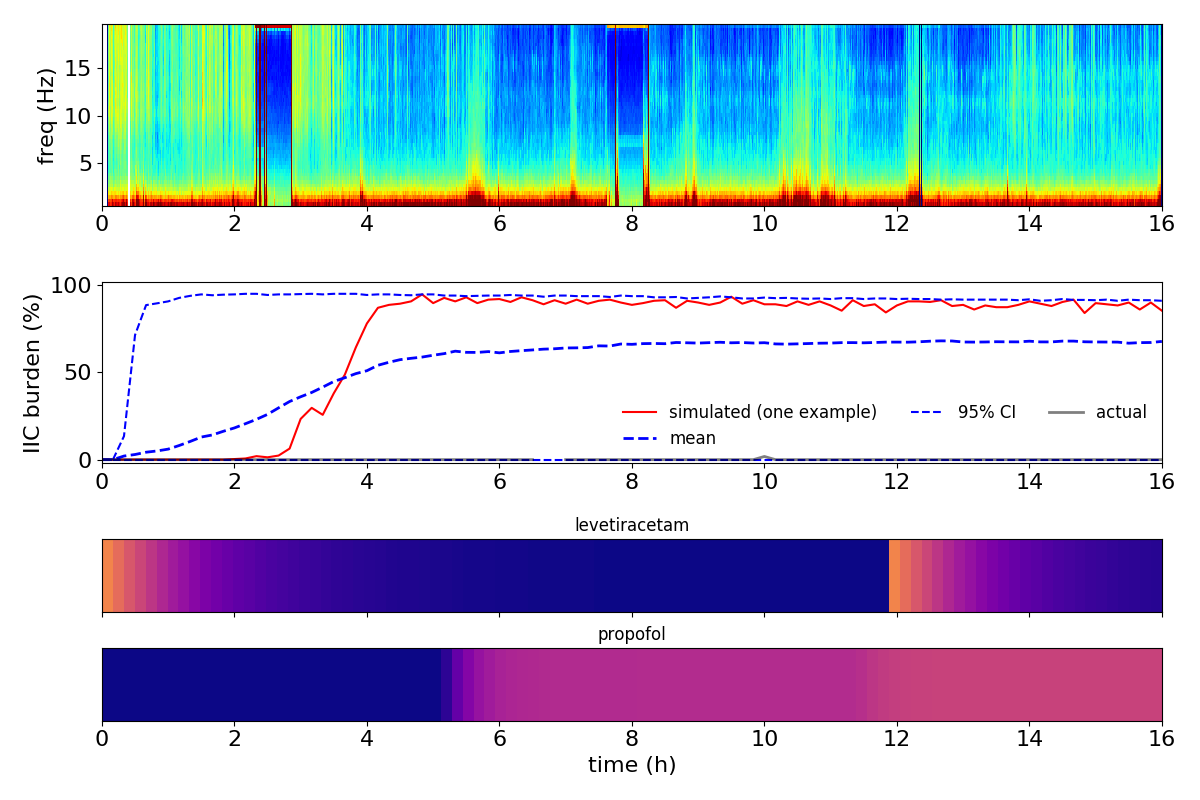 freq (Hz)
15
10
5
0 2 4 6 8 10 12 14 16
IIC burden (%)
100
50
0
simulated (one example) 95% CI actual
mean
0 2 4 6 8 10 12 14 16
levetiracetam
propofol
0 2 4 6 8 10 12 14 16
time (h)